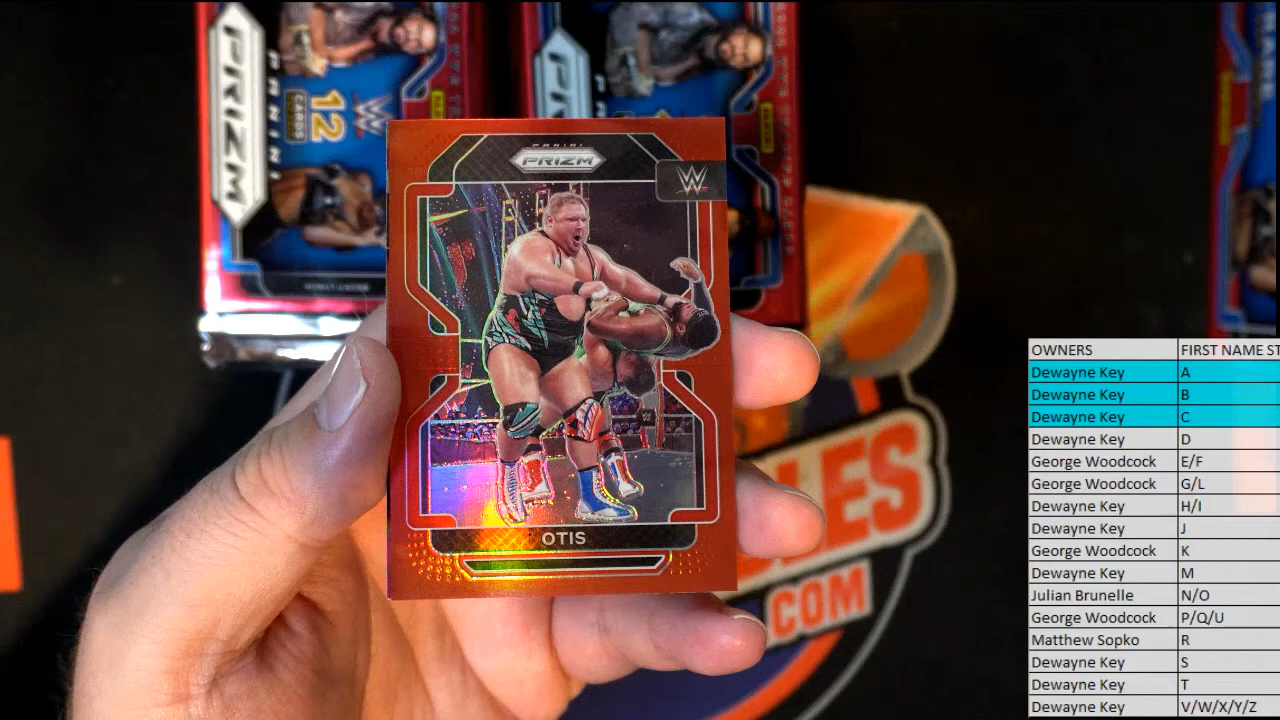 PRIZM
PANINI
12
CARDS
W
PRIZM
PANINI
PRIZM
W
OTIS
LES
.COM
OWNERS FIRST NAME ST
Dewayne Key A
Dewayne Key B
Dewayne Key C
Dewayne Key D
George Woodcock E/F
George Woodcock G/L
Dewayne Key H/I
Dewayne Key J
George Woodcock K
Dewayne Key M
Julian Brunelle N/O
George Woodcock P/Q/U
Matthew Sopko R
Dewayne Key S
Dewayne Key T
Dewayne Key V/W/X/Y/Z